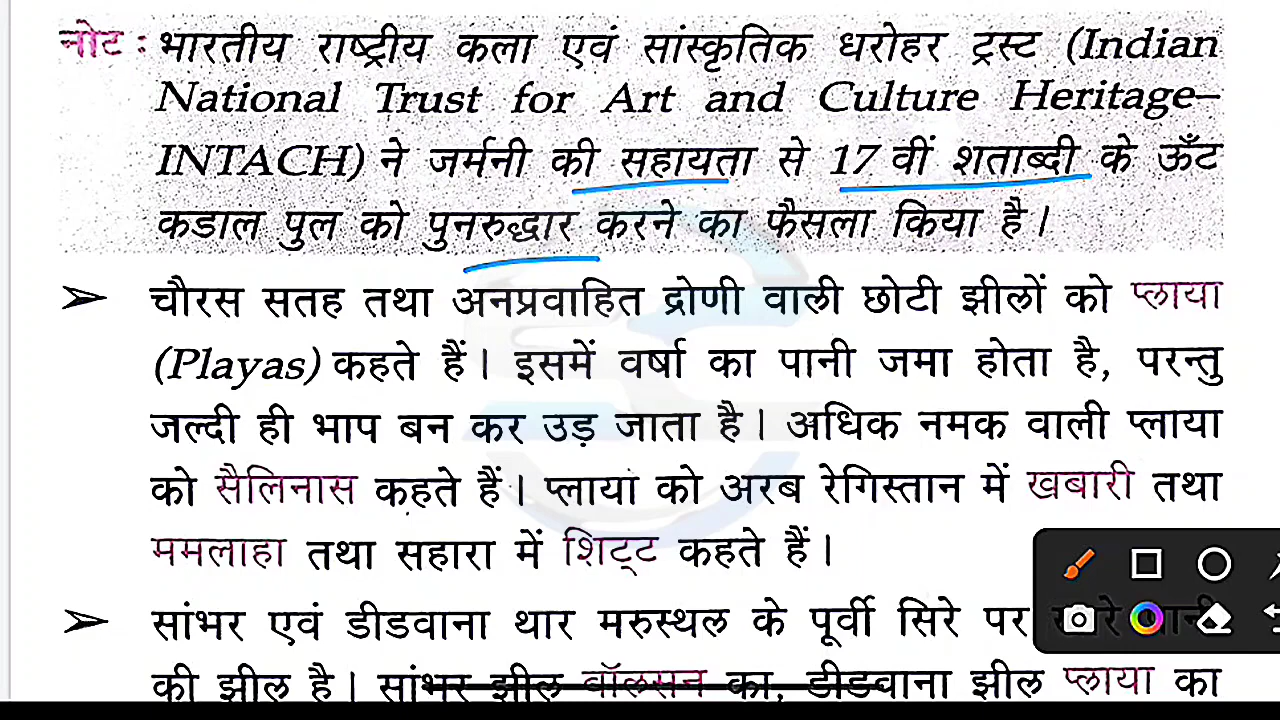 नोट : भारतीय राष्ट्रीय कला एवं सांस्कृतिक धरोहर ट्रस्ट (Indian
National Trust for Art and Culture Heritage–
INTACH) ने जर्मनी की सहायता से 17 वीं शताब्दी के ऊँट
कडाल पुल को पुनरुद्धार करने का फैसला किया है।
➢ चौरस सतह तथा अनप्रवाहित द्रोणी वाली छोटी झीलों को प्लाया
(Playas) कहते हैं। इसमें वर्षा का पानी जमा होता है, परन्तु
जल्दी ही भाप बन कर उड़ जाता है। अधिक नमक वाली प्लाया
को सैलिनास कहते हैं। प्लाया को अरब रेगिस्तान में खबारी तथा
ममलाहा तथा सहारा में शिट्ट कहते हैं।
➢ सांभर एवं डीडवाना थार मरुस्थल के पूर्वी सिरे पर
की झील है। सांभर झील बॉलसन का, डीडवाना झील प्लाया का